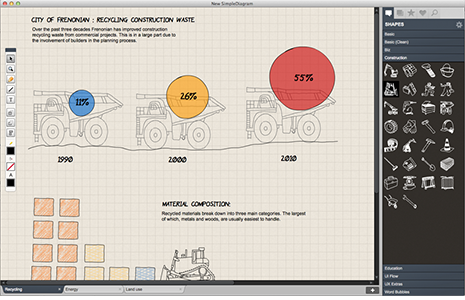 New SimpleDiagram
CITY OF FRENONIAN : RECYCLING CONSTRUCTION WASTE
Over the past three decades Frenonian has improved construction
recycling waste from commercial projects. This is in large part due to
the involvement of builders in the planning process.
11%
26%
55%
1990
2000
2010
MATERIAL COMPOSITION:
Recycled materials break down into three main categories. The largest
of which, metals and woods, are usually easiest to handle.
Recycling
Energy
Land use
SHAPES
Basic
Basic (Clean)
Biz
Construction
Education
UI Flow
UX Extras
Word Bubbles